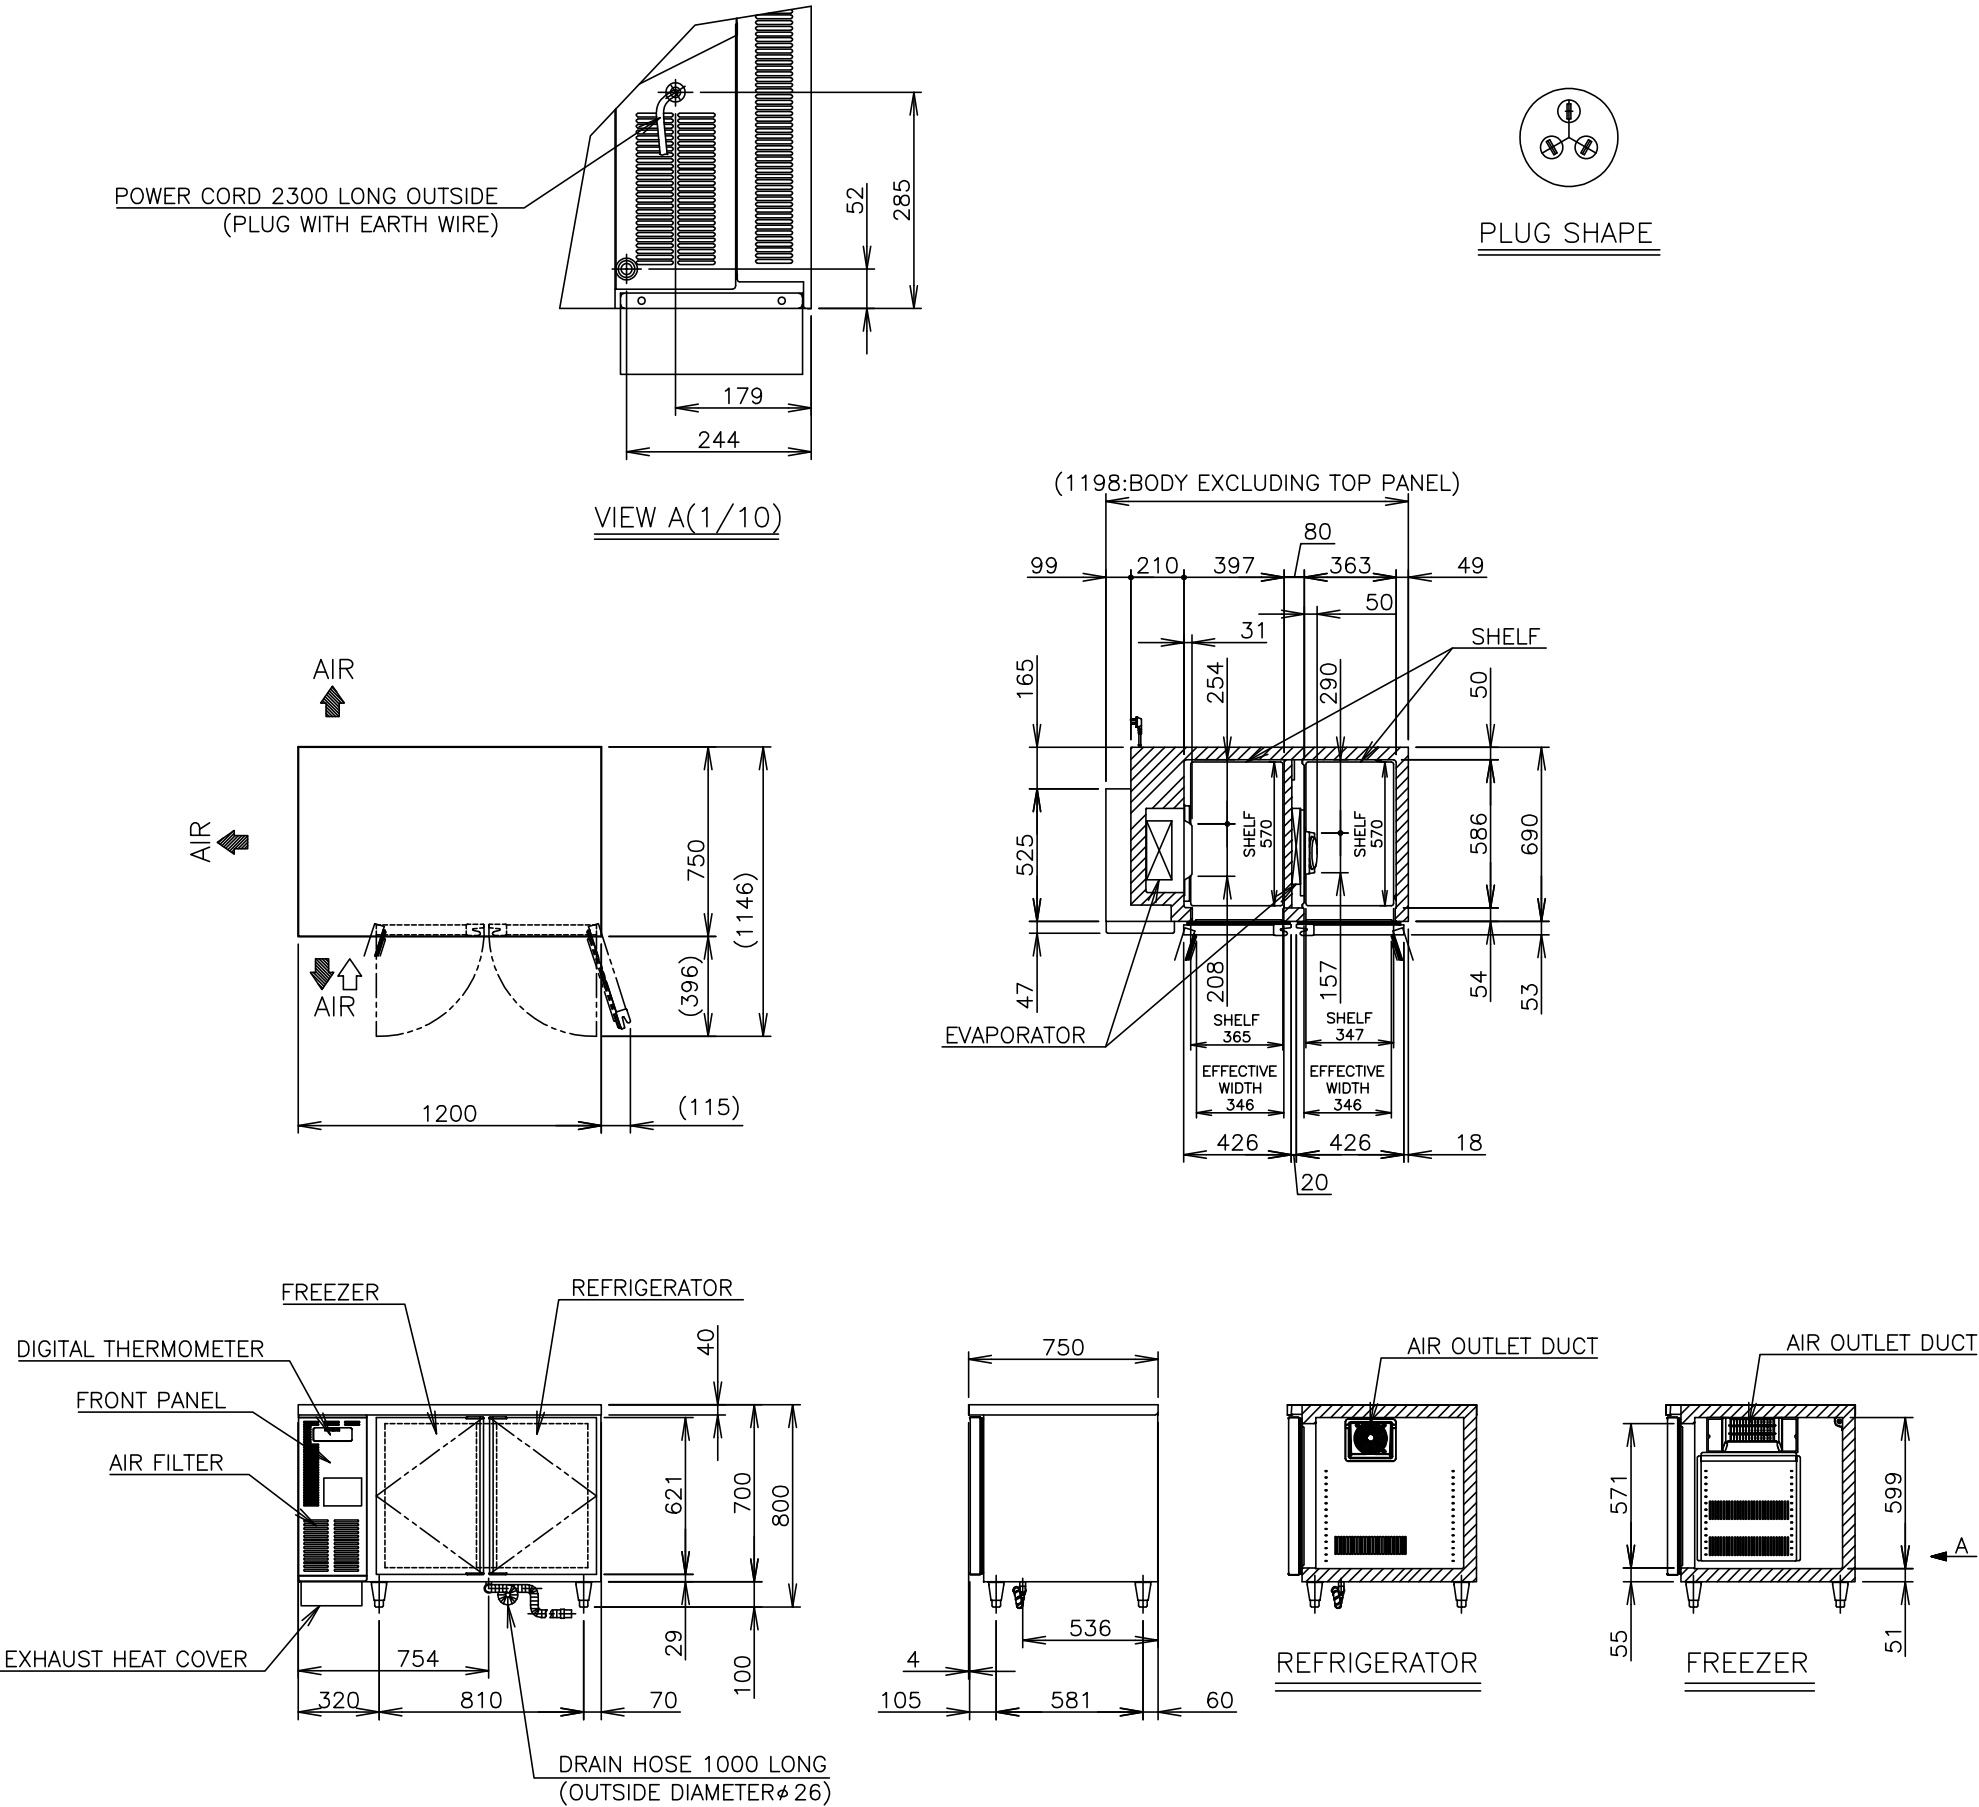 POWER CORD 2300 LONG OUTSIDE
(PLUG WITH EARTH WIRE)
52
285
179
244
VIEW A(1/10)
PLUG SHAPE
(1198:BODY EXCLUDING TOP PANEL)
80
99
210
397
363
49
50
31
SHELF
165
254
290
50
525
SHELF
570
SHELF
570
586
690
47
208
157
54
53
EVAPORATOR
SHELF
365
SHELF
347
EFFECTIVE
WIDTH
346
EFFECTIVE
WIDTH
346
426
426
18
20
AIR
AIR
AIR
750
(1146)
(396)
1200
(115)
FREEZER
REFRIGERATOR
DIGITAL THERMOMETER
FRONT PANEL
AIR FILTER
EXHAUST HEAT COVER
40
621
700
800
29
100
754
320
810
70
DRAIN HOSE 1000 LONG
(OUTSIDE DIAMETERφ26)
750
536
4
105
581
60
AIR OUTLET DUCT
REFRIGERATOR
AIR OUTLET DUCT
571
599
55
51
A
FREEZER